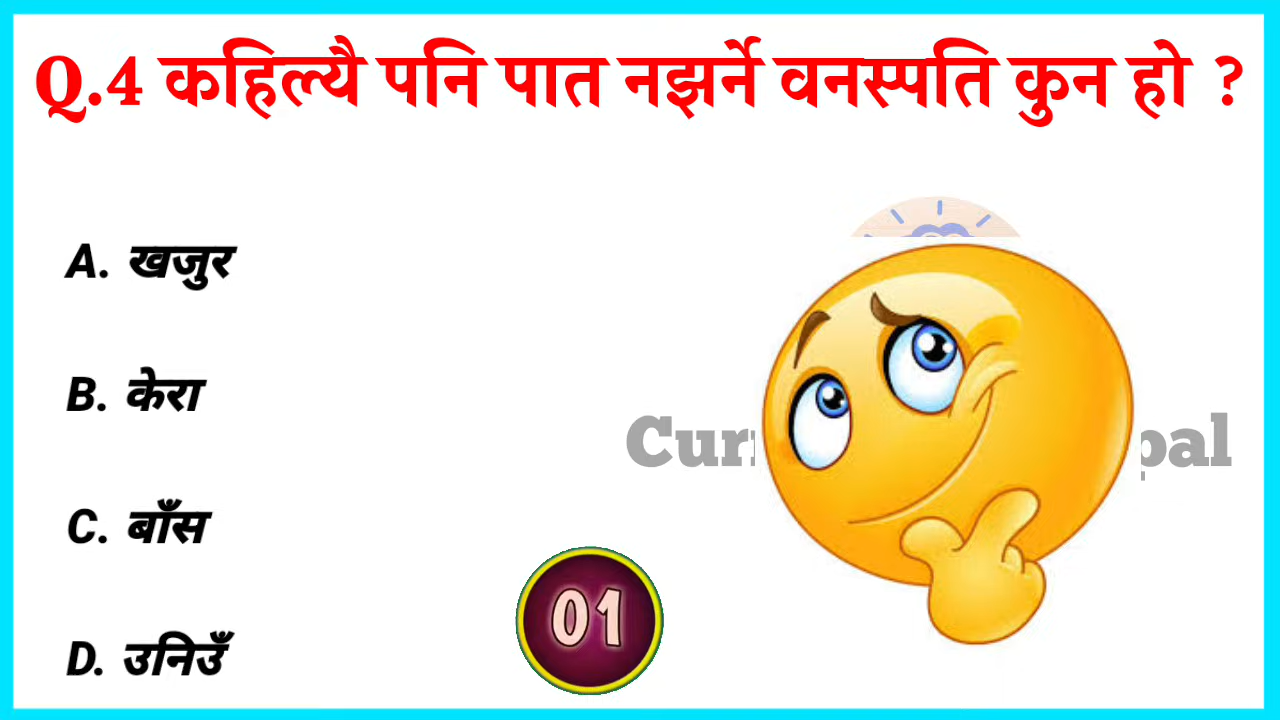 Q.4 कहिल्यै पनि पात नझर्ने वनस्पति कुन हो ?
A. खजुर
B. केरा
C. बाँस
D. उनिउँ
01